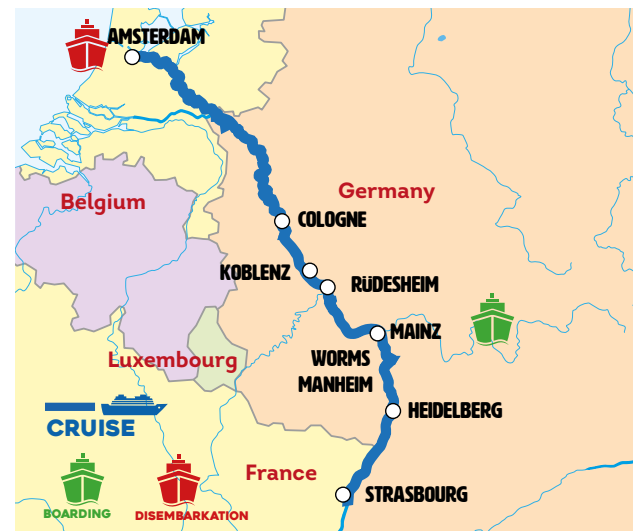 AMSTERDAM
Germany
Belgium
COLOGNE
KOBLENZ
RÜDESHEIM
MAINZ
Luxembourg
WORMS
MANHEIM
HEIDELBERG
CRUISE
France
STRASBOURG
BOARDING
DISEMBARKATION